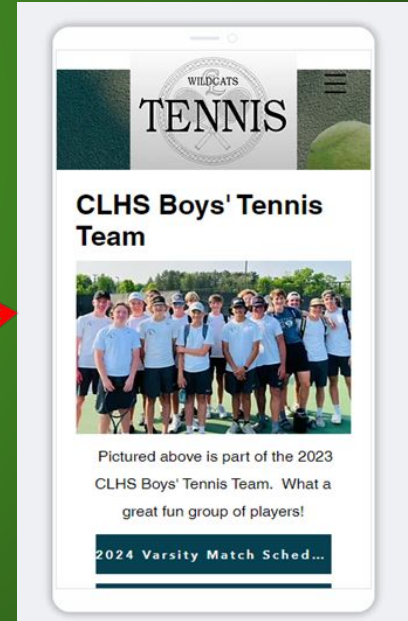 WILDCATS
TENNIS
CLHS Boys' Tennis
Team
Pictured above is part of the 2023
CLHS Boys' Tennis Team.  What a
great fun group of players!
2024 Varsity Match Sched...